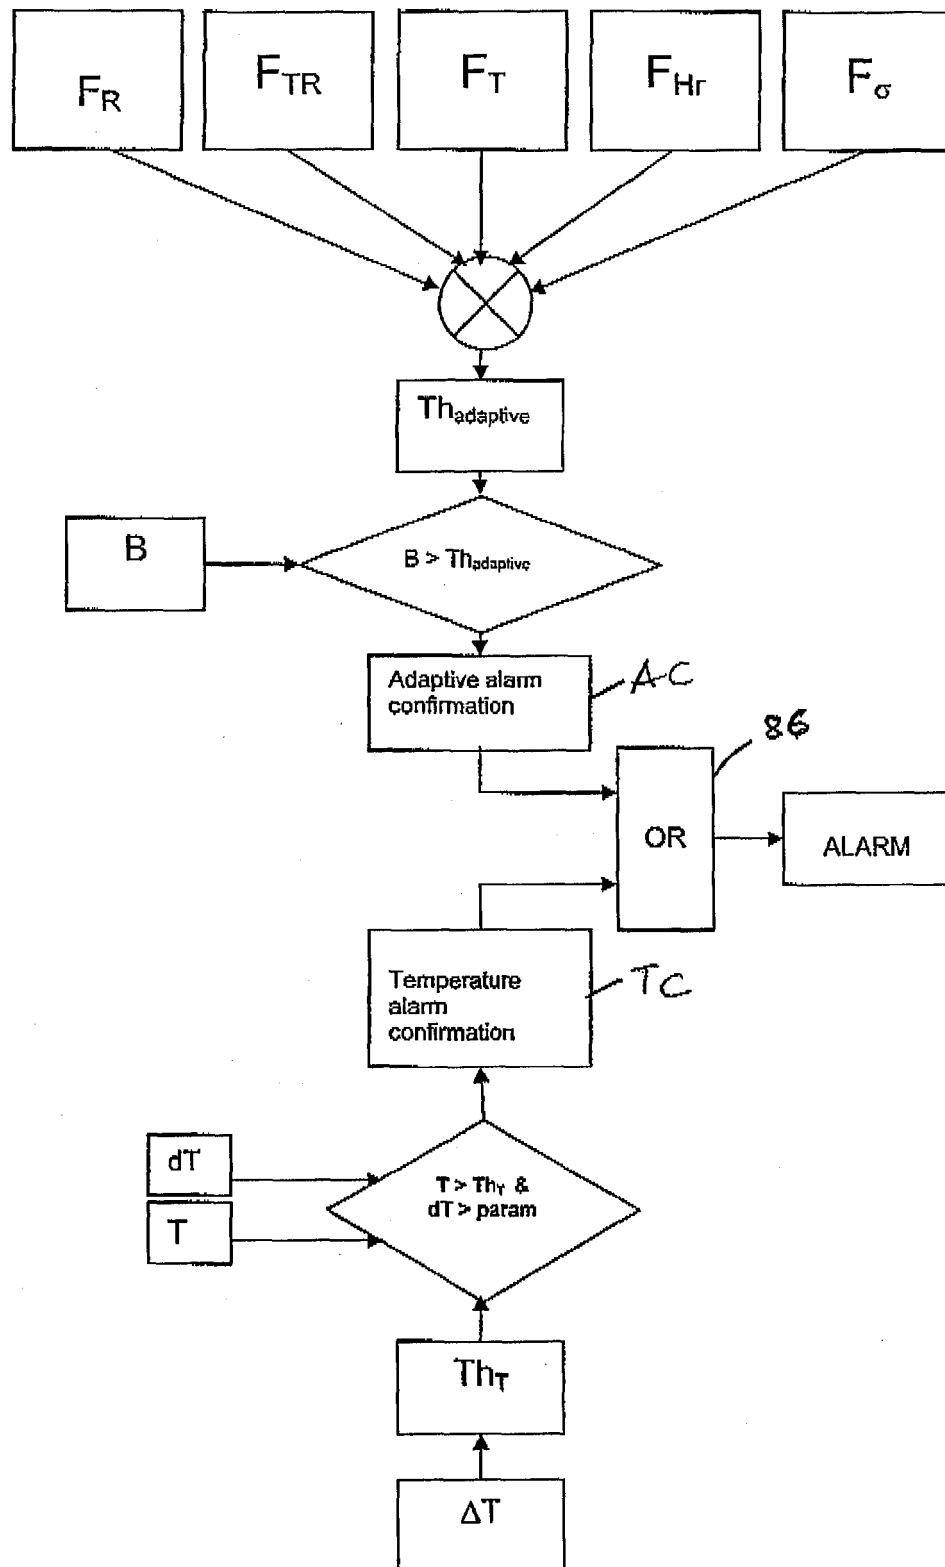 F_R F_TR F_T F_Hr F_σ
Th_adaptive
B
B > Th_adaptive
Adaptive alarm
confirmation
AC
86
OR
ALARM
Temperature
alarm
confirmation
TC
dT
T
T > Th_T &
dT > param
Th_T
ΔT